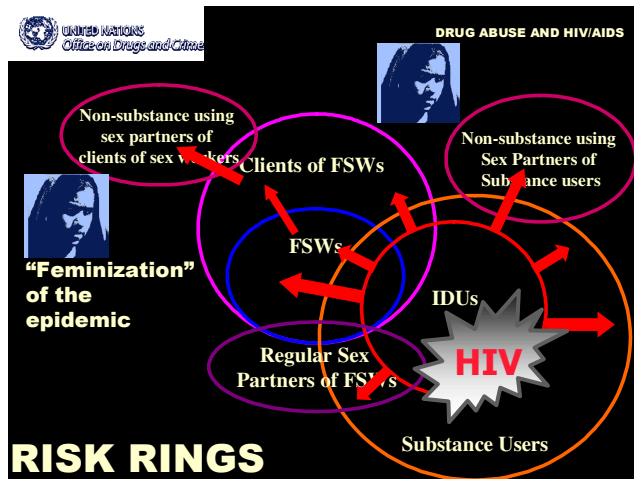 UNITED NATIONS
Office on Drugs and Crime
DRUG ABUSE AND HIV/AIDS
Non-substance using
sex partners of
clients of sex workers
Clients of FSWs
Non-substance using
Sex Partners of
Substance users
FSWs
"Feminization"
of the
epidemic
IDUs
HIV
Regular Sex
Partners of FSWs
Substance Users
RISK RINGS